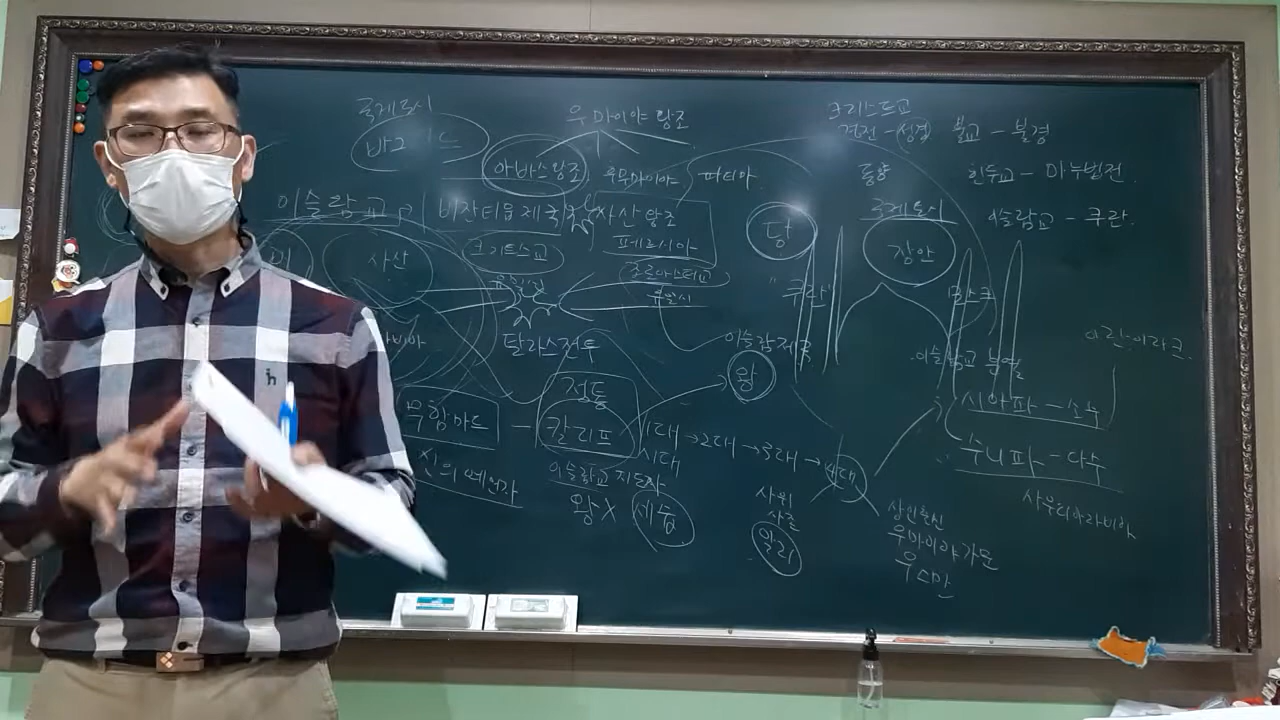 국제도시
바그다드
우마이야 왕조
아바스왕조
후우마이야 파티마
크리스트교
경전 - 성경 불교 - 불경
힌두교 - 마누법전
이슬람교 - 쿠란
이슬람교
비잔티움제국
사산왕조
페르시아
크리스트교
조로아스터교
유일신
사산
당
국제도시
장안
"쿠란"
탈라스전투
이슬람제국
왕
이슬람교 분열
이란·이라크
시아파 - 소수
수니파 - 다수
사우디아라비아
무함마드
신의 예언자
정통
칼리프
시대
1대 → 2대 → 3대 → 4대
이슬람교 지도자
왕 X
세습
사위
사촌
알리
상인출신
우마이야가문
우스만